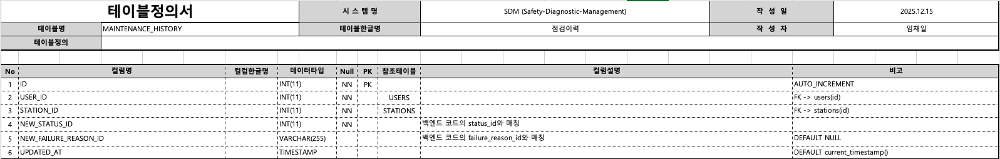 테이블정의서 시 스 템 명 SDM (Safety-Diagnostic-Management) 작 성 일 2025.12.15
테이블명 MAINTENANCE_HISTORY 테이블한글명 점검이력 작 성 자 임채일
테이블정의
No 컬럼명 컬럼한글명 데이터타입 Null PK 참조테이블 컬럼설명 비고
1 ID INT(11) NN PK AUTO_INCREMENT
2 USER_ID INT(11) NN USERS FK -> users(id)
3 STATION_ID INT(11) NN STATIONS FK -> stations(id)
4 NEW_STATUS_ID INT(11) NN 백엔드 코드의 status_id와 매칭
5 NEW_FAILURE_REASON_ID VARCHAR(255) 백엔드 코드의 failure_reason_id와 매칭 DEFAULT NULL
6 UPDATED_AT TIMESTAMP DEFAULT current_timestamp()